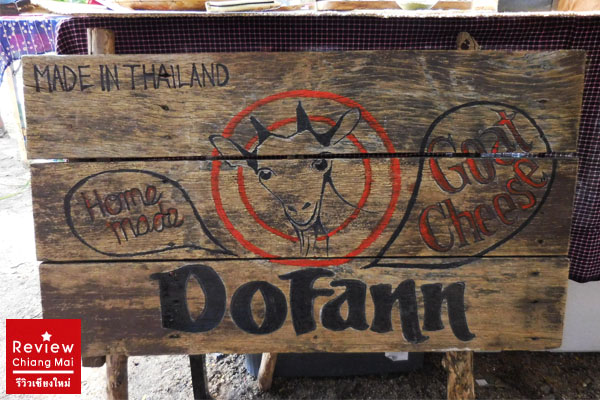 MADE IN THAILAND
Home
made
Goat
Cheese
Dofann
Review
Chiang Mai
รีวิวเชียงใหม่